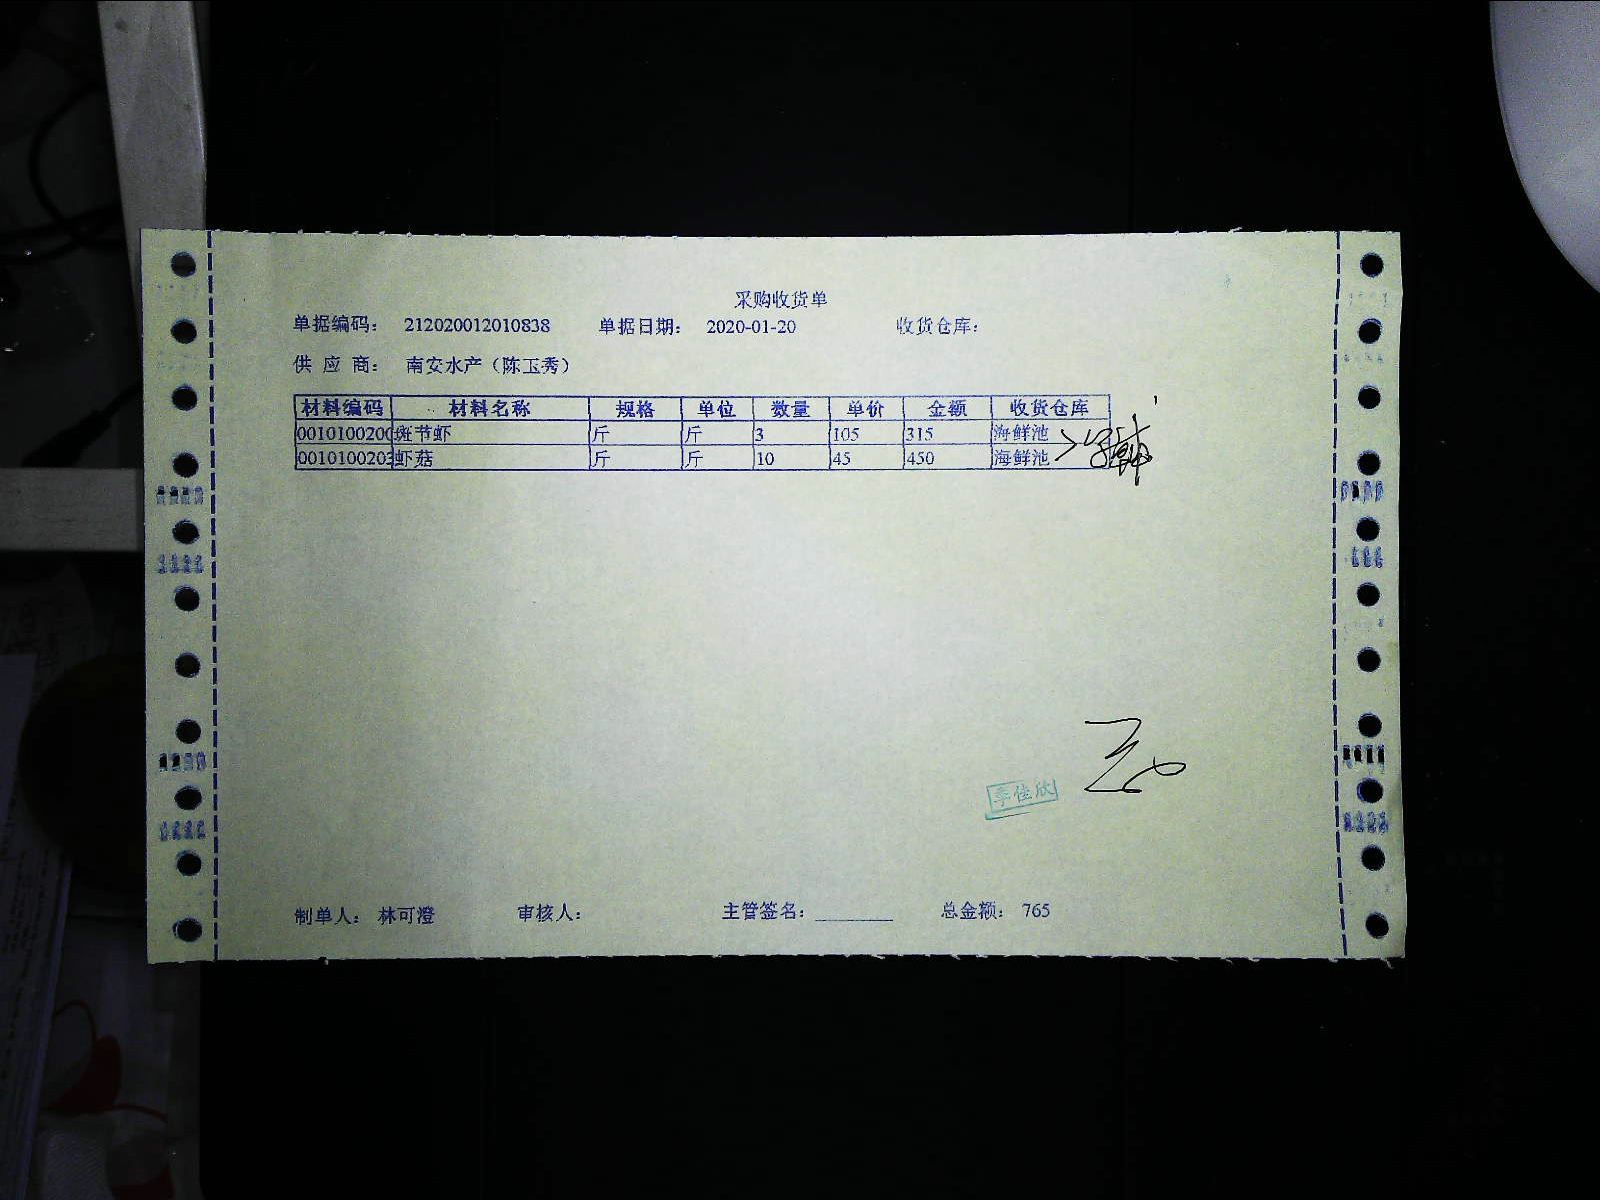 采购收货单
单据编码： 212020012010838 单据日期： 2020-01-20 收货仓库：
供 应 商： 南安水产（陈玉秀）
材料编码 材料名称 规格 单位 数量 单价 金额 收货仓库
0010100200 斑节虾 斤 斤 3 105 315 海鲜池
0010100203 虾菇 斤 斤 10 45 450 海鲜池
李佳欣
制单人： 林可澄 审核人： 主管签名： 总金额： 765